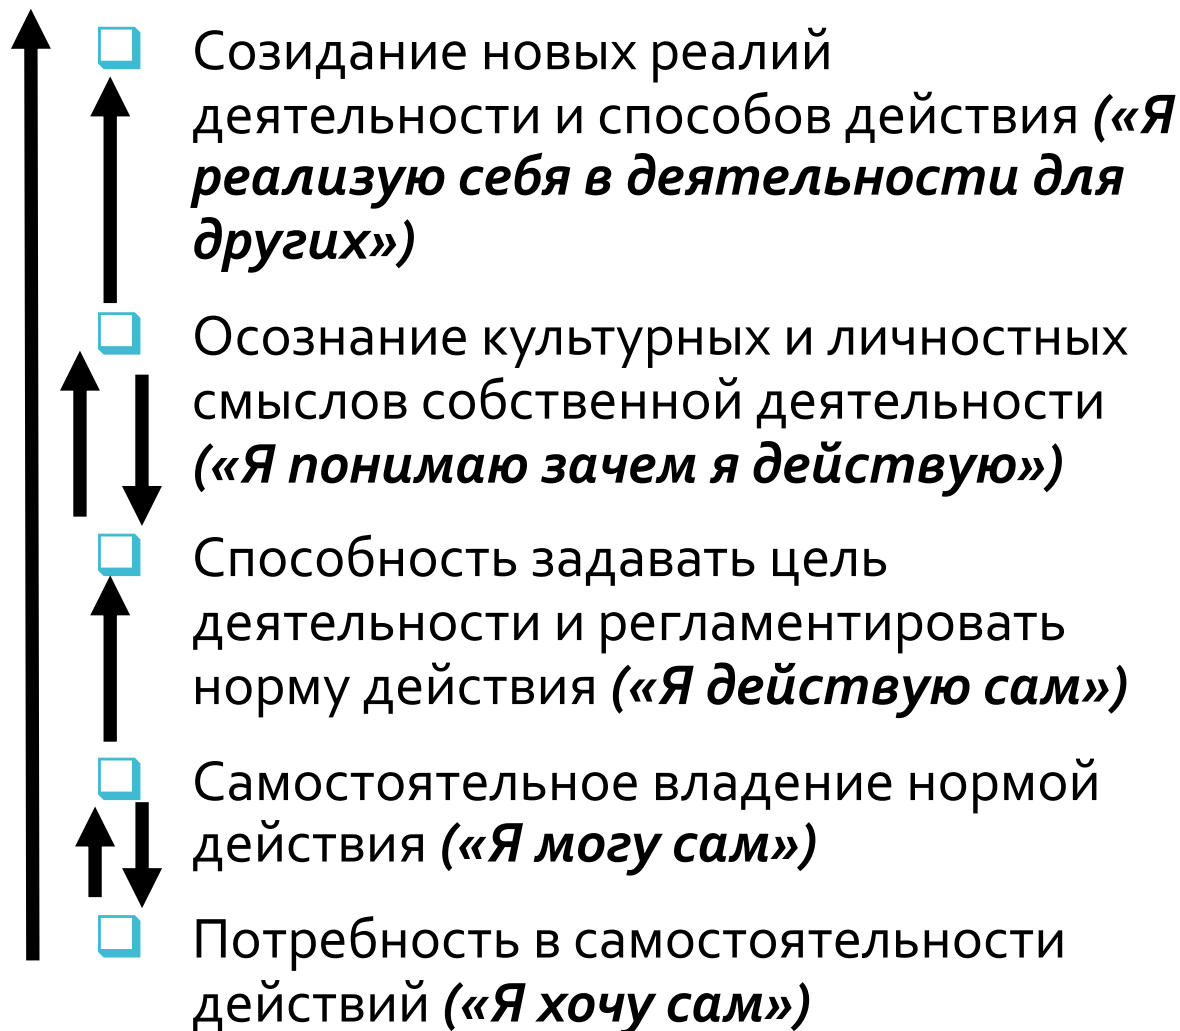 Созидание новых реалий
деятельности и способов действия («Я
реализую себя в деятельности для
других»)
Осознание культурных и личностных
смыслов собственной деятельности
(«Я понимаю зачем я действую»)
Способность задавать цель
деятельности и регламентировать
норму действия («Я действую сам»)
Самостоятельное владение нормой
действия («Я могу сам»)
Потребность в самостоятельности
действий («Я хочу сам»)